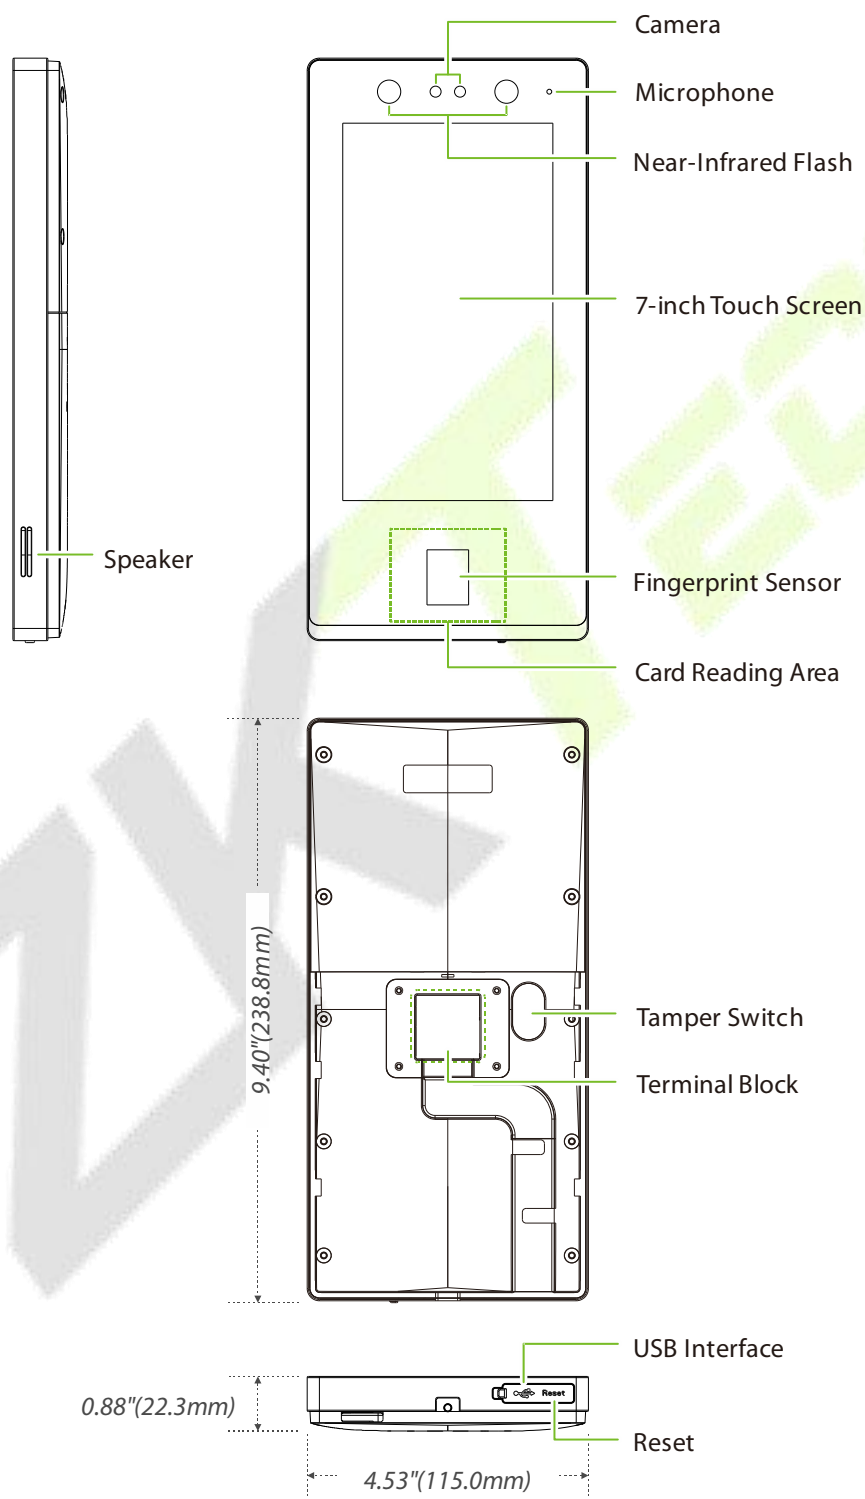 Camera
Microphone
Near-Infrared Flash
7-inch Touch Screen
Speaker
Fingerprint Sensor
Card Reading Area
9.40"(238.8mm)
Tamper Switch
Terminal Block
USB Interface
Reset
0.88"(22.3mm)
Reset
4.53"(115.0mm)
ZKTEC